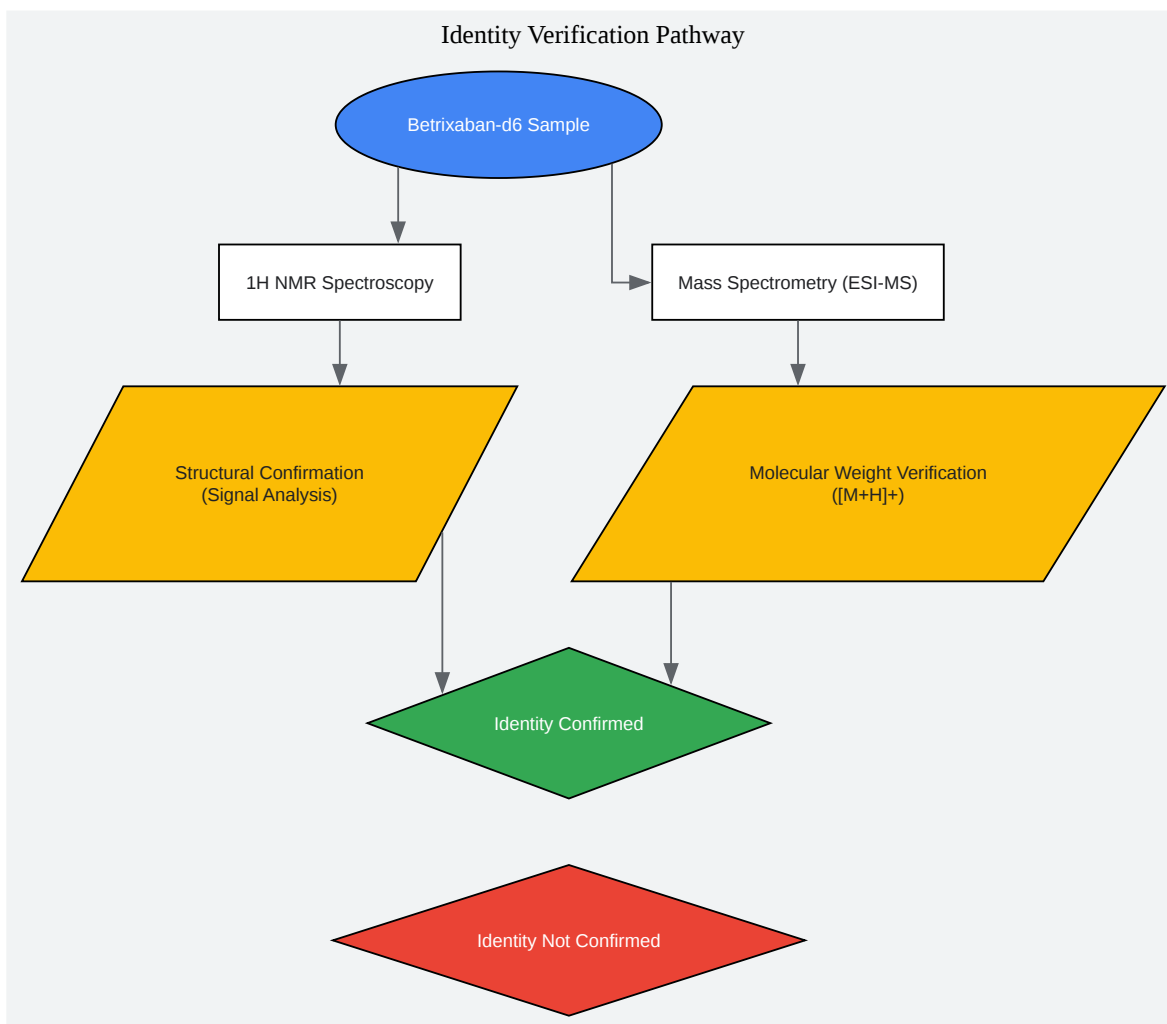 Identity Verification Pathway
Betrixaban-d6 Sample
1H NMR Spectroscopy
Mass Spectrometry (ESI-MS)
Structural Confirmation
(Signal Analysis)
Molecular Weight Verification
([M+H]+)
Identity Confirmed
Identity Not Confirmed